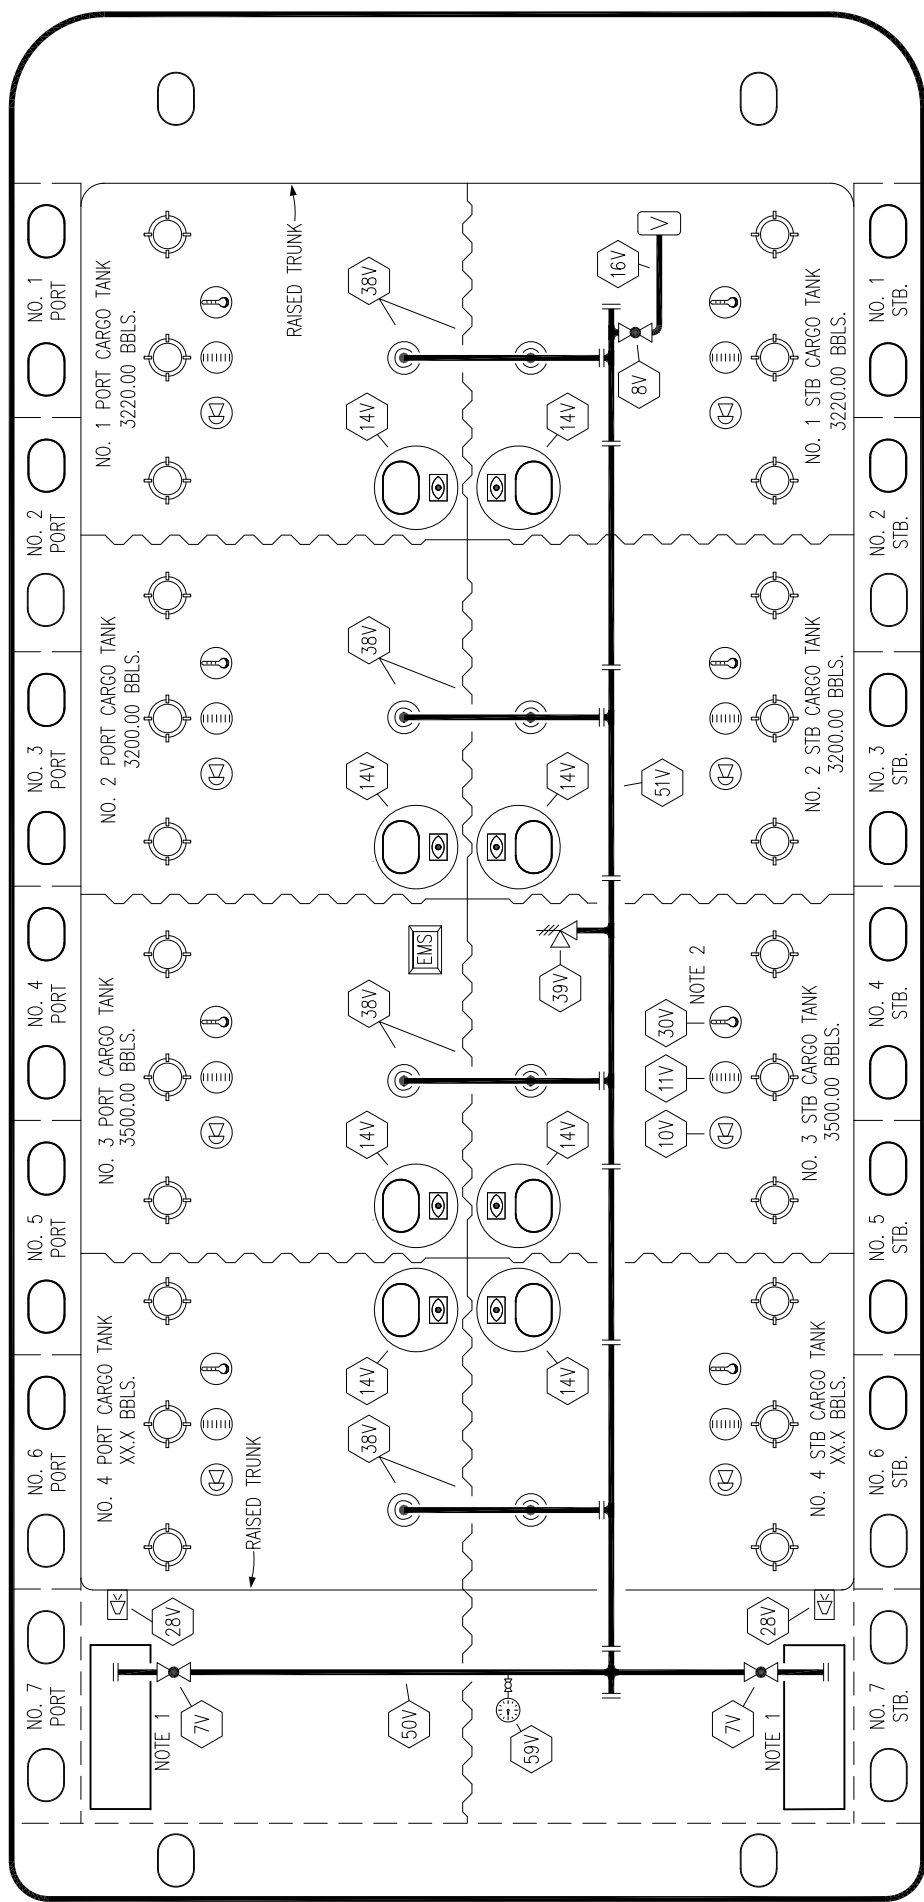 NO. 1
PORT
NO. 2
PORT
NO. 3
PORT
NO. 4
PORT
NO. 5
PORT
NO. 6
PORT
NO. 7
PORT
NO. 1 PORT CARGO TANK
3220.00 BBLS.
NO. 2 PORT CARGO TANK
3200.00 BBLS.
NO. 3 PORT CARGO TANK
3500.00 BBLS.
NO. 4 PORT CARGO TANK
XX.X BBLS.
RAISED TRUNK
RAISED TRUNK
38V
14V
14V
38V
14V
14V
38V
14V
14V
38V
14V
14V
EMS
16V
V
8V
51V
39V
NOTE 2
30V
11V
10V
28V
28V
NOTE 1
7V
50V
59V
7V
NOTE 1
NO. 1 STB CARGO TANK
3220.00 BBLS.
NO. 2 STB CARGO TANK
3200.00 BBLS.
NO. 3 STB CARGO TANK
3500.00 BBLS.
NO. 4 STB CARGO TANK
XX.X BBLS.
NO. 1
STB.
NO. 2
STB.
NO. 3
STB.
NO. 4
STB.
NO. 5
STB.
NO. 6
STB.
NO. 7
STB.